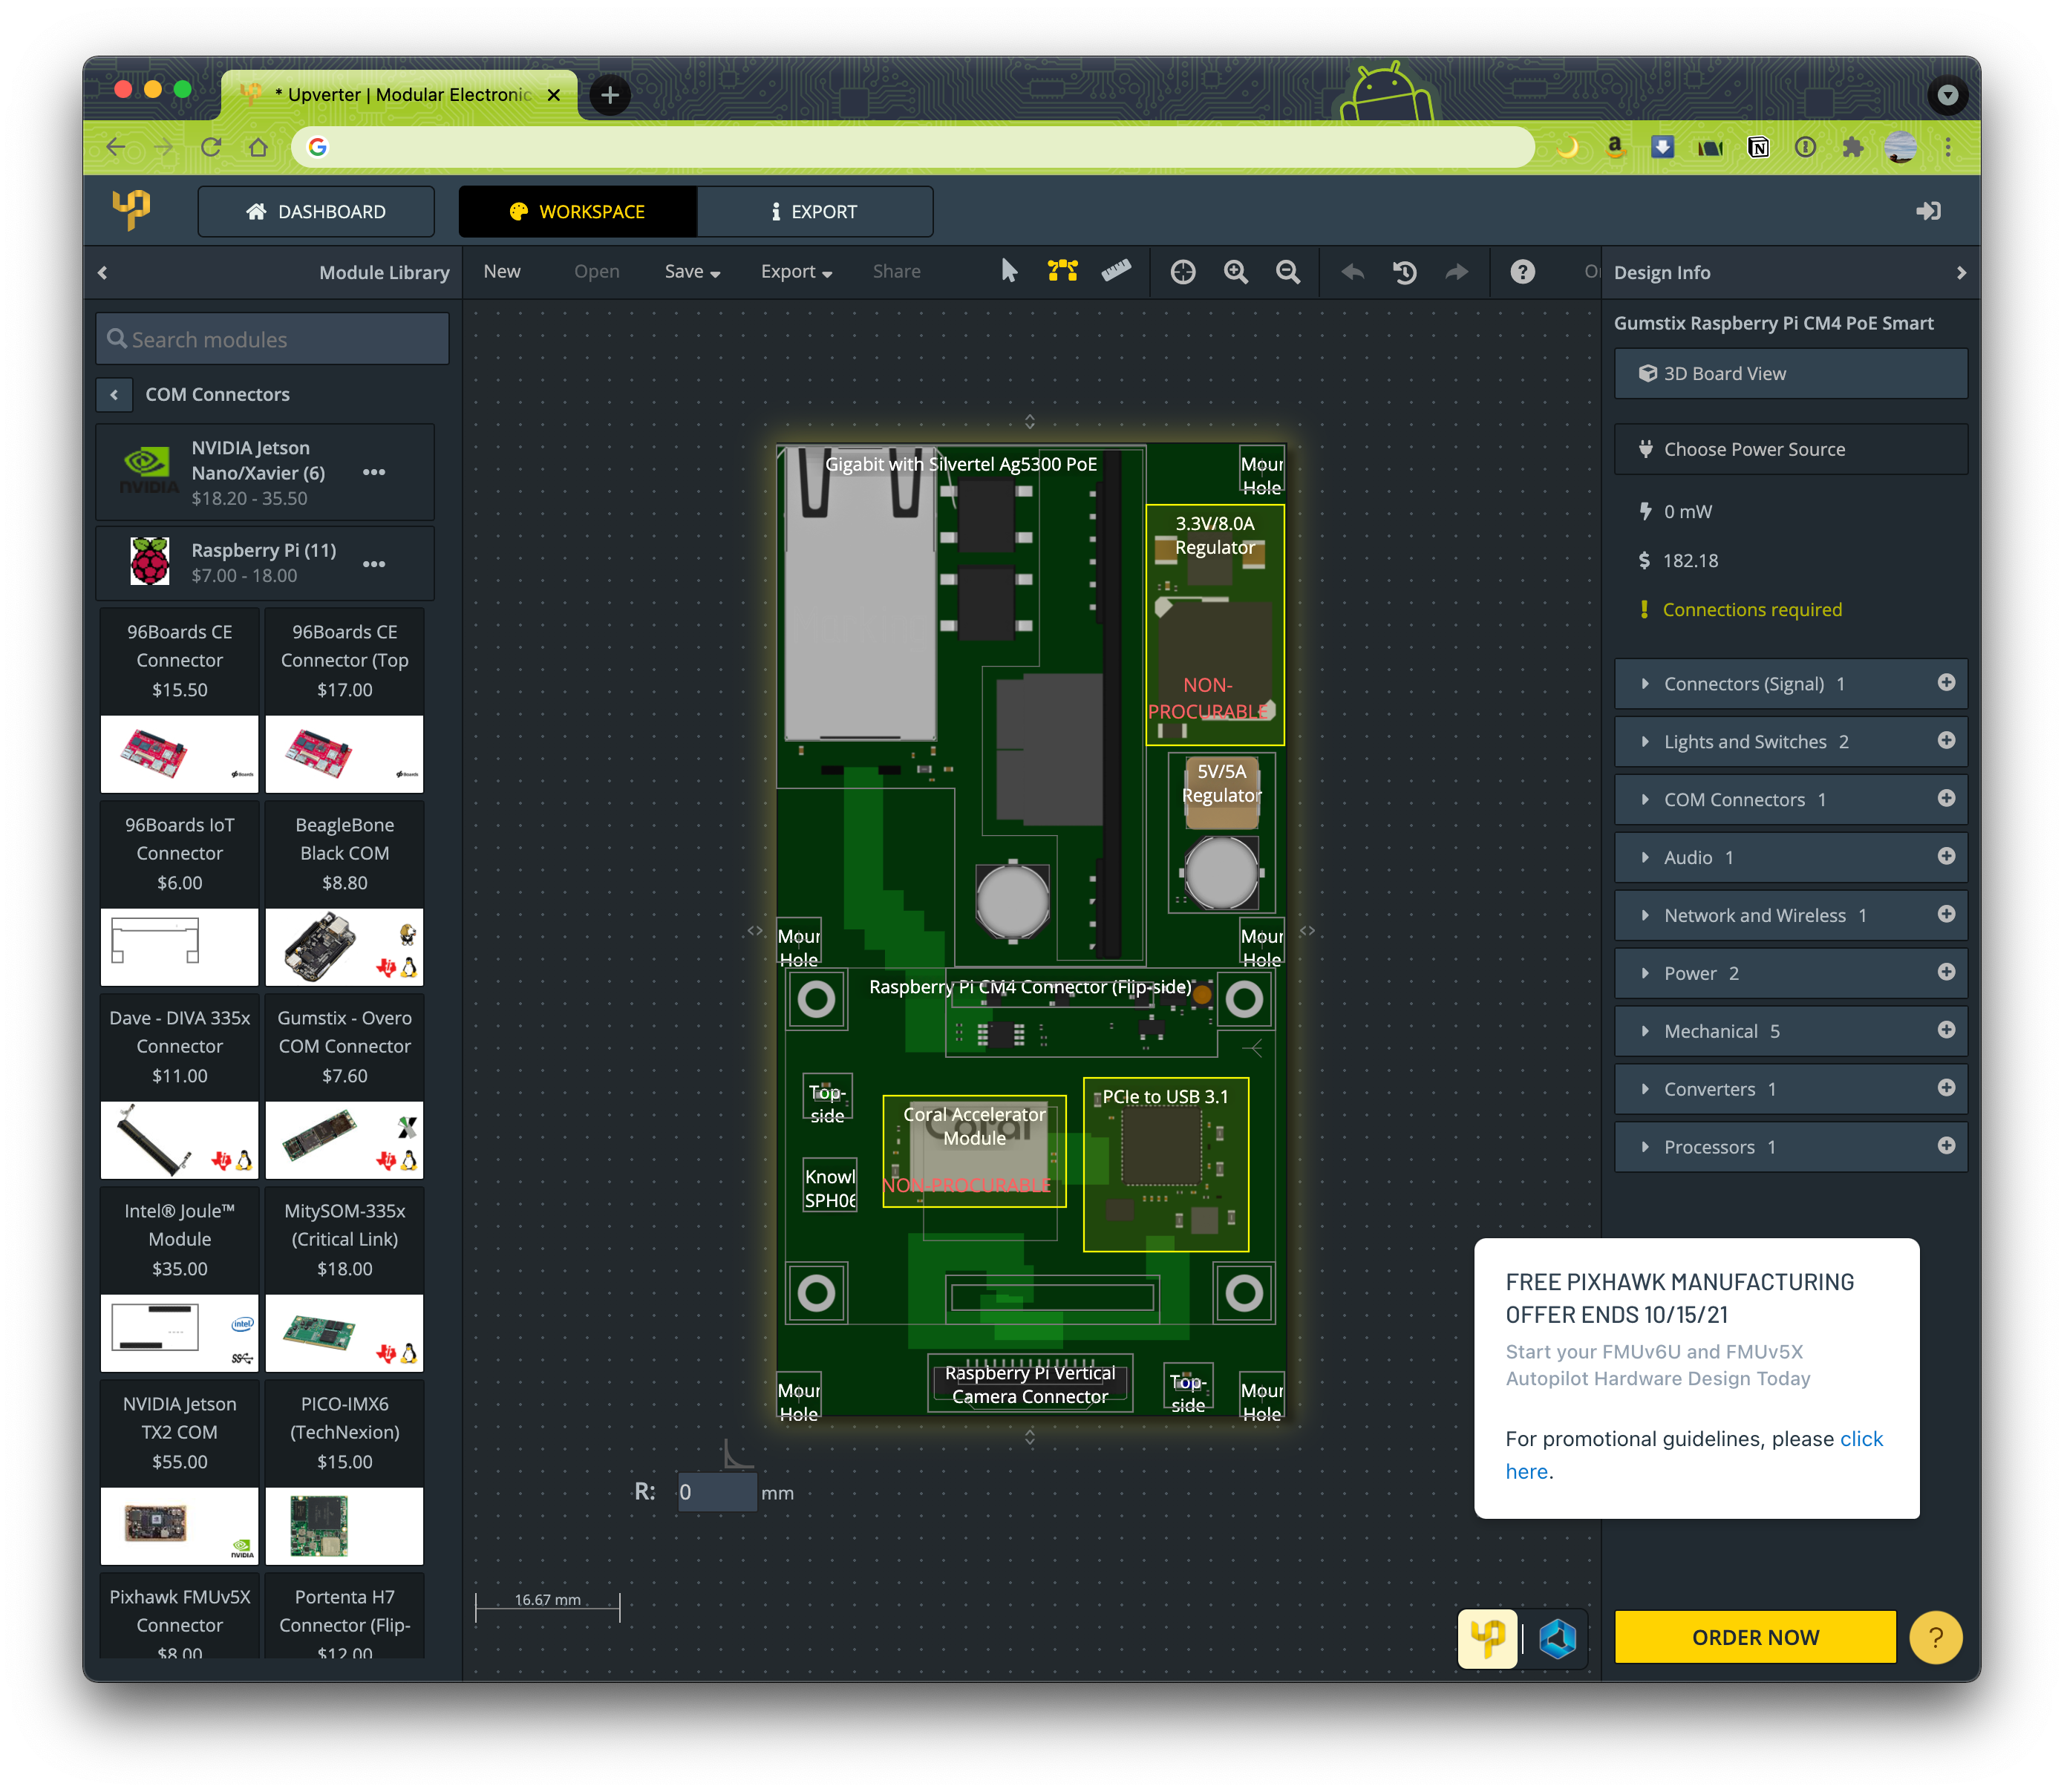 * Upverter | Modular Electronic
DASHBOARD
WORKSPACE
EXPORT
Module Library
New
Open
Save
Export
Share
Design Info
Search modules
COM Connectors
NVIDIA Jetson
Nano/Xavier (6)
$18.20 - 35.50
Raspberry Pi (11)
$7.00 - 18.00
96Boards CE
Connector
$15.50
96Boards CE
Connector (Top
$17.00
96Boards IoT
Connector
$6.00
BeagleBone
Black COM
$8.80
Dave - DIVA 335x
Connector
$11.00
Gumstix - Overo
COM Connector
$7.60
Intel® Joule™
Module
$35.00
MitySOM-335x
(Critical Link)
$18.00
NVIDIA Jetson
TX2 COM
$55.00
PICO-IMX6
(TechNexion)
$15.00
Pixhawk FMUv5X
Connector
$8.00
Portenta H7
Connector (Flip-
$12.00
Gigabit with Silvertel Ag5300 PoE
Mour
Hole
3.3V/8.0A
Regulator
NON-
PROCURABLE
5V/5A
Regulator
Mour
Hole
Mour
Hole
Raspberry Pi CM4 Connector (Flip-side)
Top-
side
Coral Accelerator
Module
Coral
NON-PROCURABLE
PCIe to USB 3.1
Knowl
SPH06
Raspberry Pi Vertical
Camera Connector
Top-
side
Mour
Hole
Mour
Hole
R: 0 mm
16.67 mm
Gumstix Raspberry Pi CM4 PoE Smart
3D Board View
Choose Power Source
0 mW
$ 182.18
! Connections required
Connectors (Signal) 1
Lights and Switches 2
COM Connectors 1
Audio 1
Network and Wireless 1
Power 2
Mechanical 5
Converters 1
Processors 1
FREE PIXHAWK MANUFACTURING
OFFER ENDS 10/15/21
Start your FMUv6U and FMUv5X
Autopilot Hardware Design Today
For promotional guidelines, please click
here.
ORDER NOW
?